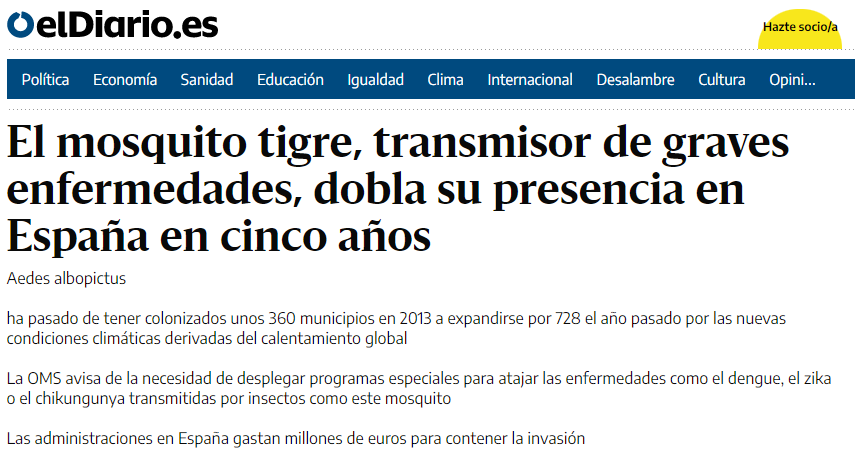 elDiario.es
Hazte socio/a
Política Economía Sanidad Educación Igualdad Clima Internacional Desalambre Cultura Opini...
El mosquito tigre, transmisor de graves
enfermedades, dobla su presencia en
España en cinco años
Aedes albopictus
ha pasado de tener colonizados unos 360 municipios en 2013 a expandirse por 728 el año pasado por las nuevas
condiciones climáticas derivadas del calentamiento global
La OMS avisa de la necesidad de desplegar programas especiales para atajar las enfermedades como el dengue, el zika
o el chikungunya transmitidas por insectos como este mosquito
Las administraciones en España gastan millones de euros para contener la invasión